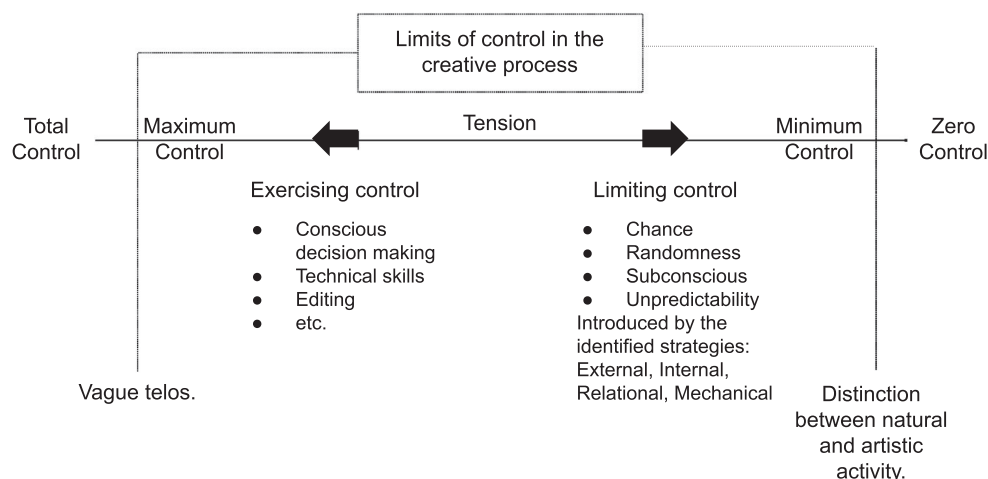 Limits of control in the
creative process
Total
Control
Maximum
Control
Tension
Minimum
Control
Zero
Control
Exercising control
● Conscious
decision making
● Technical skills
● Editing
● etc.
Limiting control
● Chance
● Randomness
● Subconscious
● Unpredictability
Introduced by the
identified strategies:
External, Internal,
Relational, Mechanical
Vague telos.
Distinction
between natural
and artistic
activity.